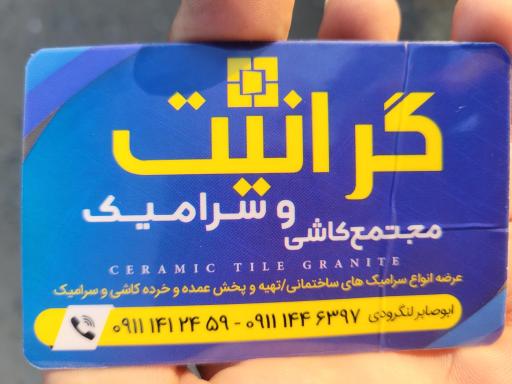 گرانیت
مجتمع کاشی
و سرامیک
CERAMIC TILE GRANITE
عرضه انواع سرامیک های ساختمانی/تهیه و پخش عمده و خرده کاشی و سرامیک
ابوصابر لنگرودی ۰۹۱۱ ۱۴۴ ۶۳۹۷ - ۰۹۱۱ ۱۴۱ ۲۴ ۵۹